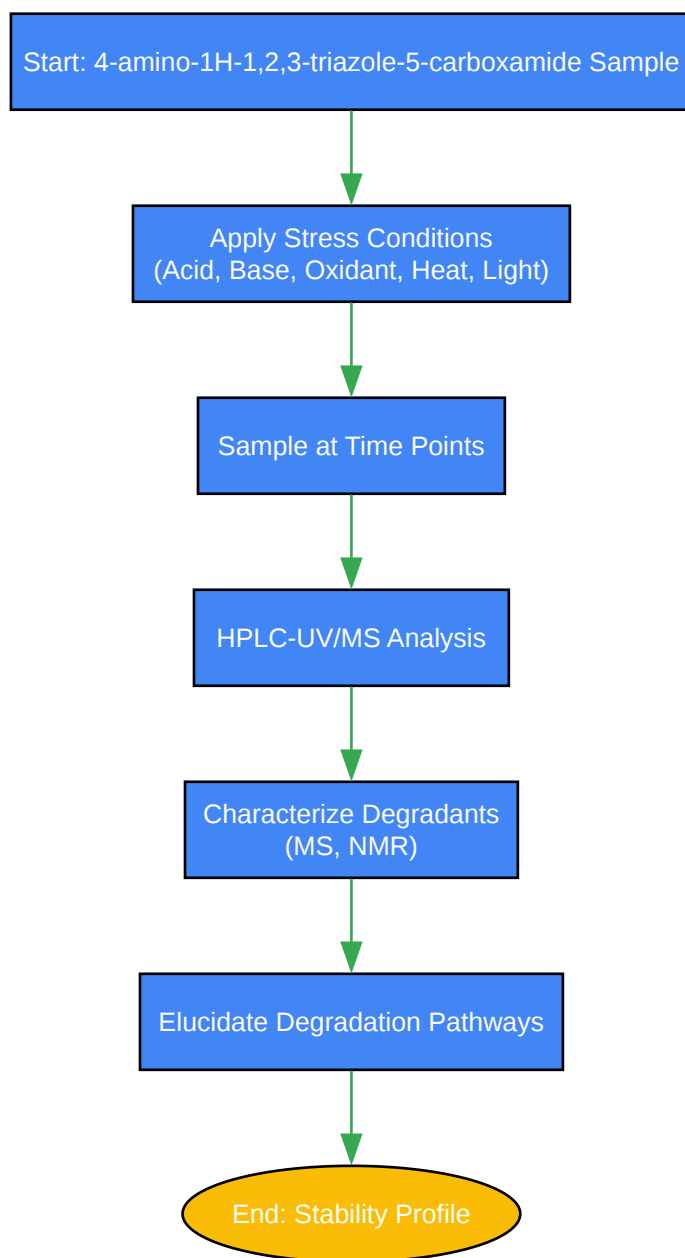 Start: 4-amino-1H-1,2,3-triazole-5-carboxamide Sample
Apply Stress Conditions
(Acid, Base, Oxidant, Heat, Light)
Sample at Time Points
HPLC-UV/MS Analysis
Characterize Degradants
(MS, NMR)
Elucidate Degradation Pathways
End: Stability Profile